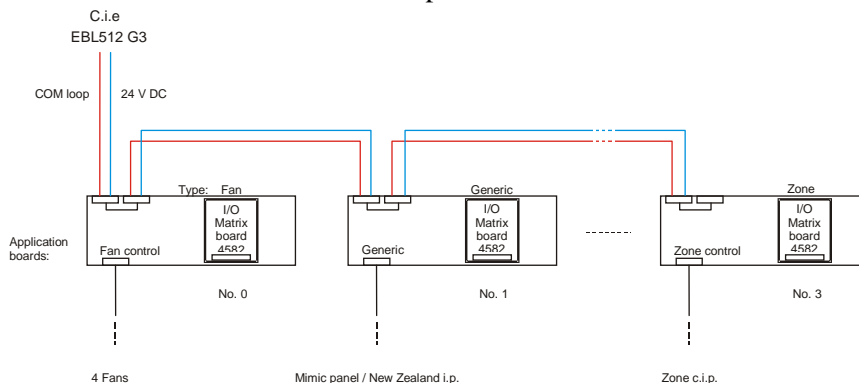 C.i.e
EBL512 G3
COM loop
24 V DC
Type: Fan
Generic
Zone
I/O
Matrix
board
4582
I/O
Matrix
board
4582
I/O
Matrix
board
4582
Application
boards:
Fan control
Generic
Zone control
No. 0
No. 1
No. 3
4 Fans
Mimic panel / New Zealand i.p.
Zone c.i.p.